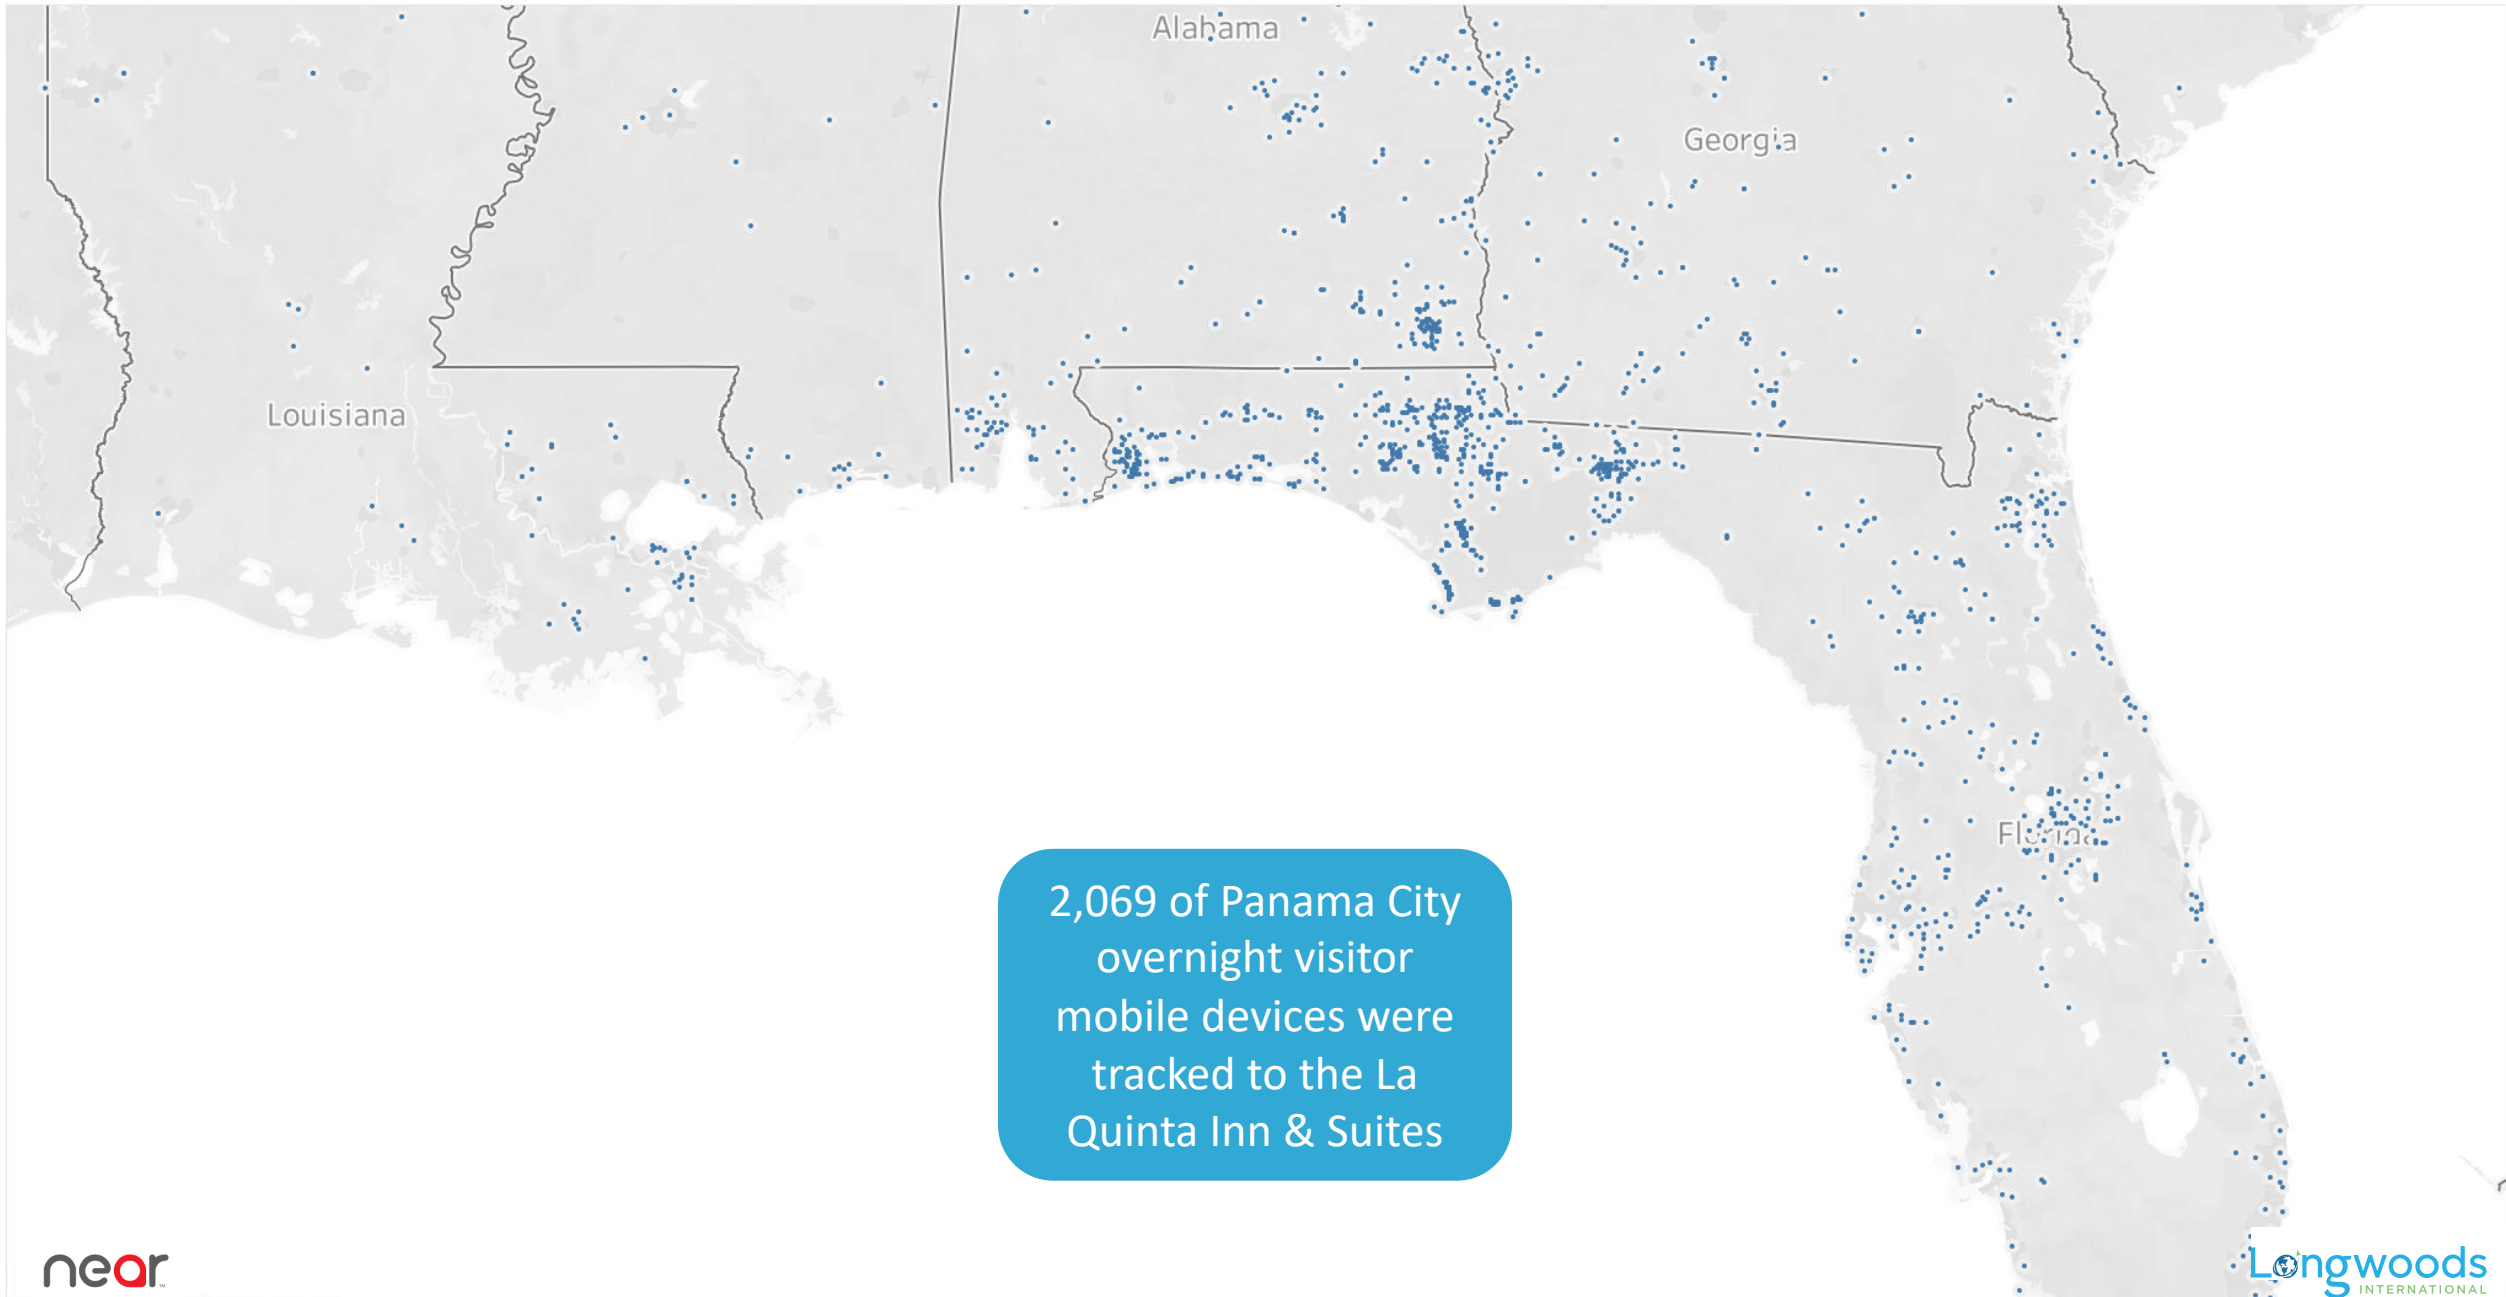 Alabama
Georgia
Louisiana
Florida
2,069 of Panama City
overnight visitor
mobile devices were
tracked to the La
Quinta Inn & Suites
near
Longwoods
INTERNATIONAL